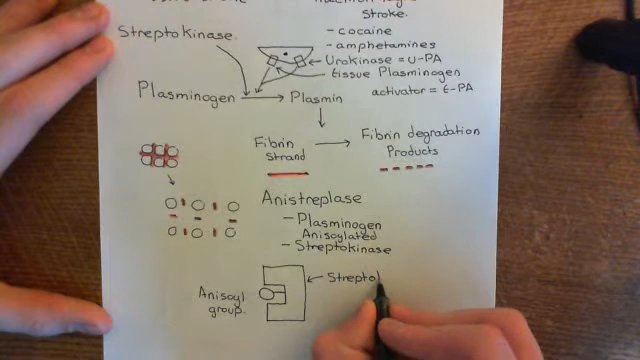 Stroke.
Streptokinase.
- cocaine
- amphetamines
Urokinase = u-PA
tissue Plasminogen
activator = t-PA
Plasminogen
Plasmin
Fibrin
Strand
Fibrin degradation
Products
Anistreplase
- Plasminogen
Anisoylated
- Streptokinase
Anisoyl
group.
Strepto